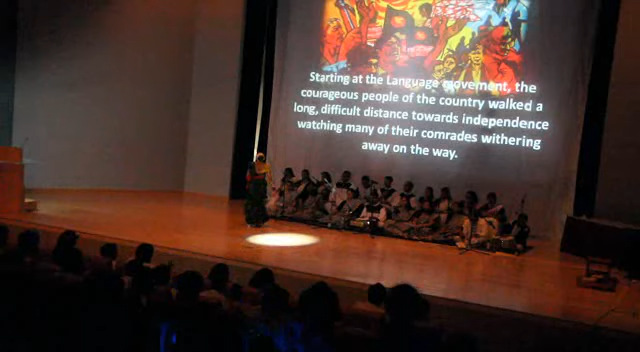 Starting at the Language movement, the
courageous people of the country walked a
long, difficult distance towards independence
watching many of their comrades withering
away on the way.